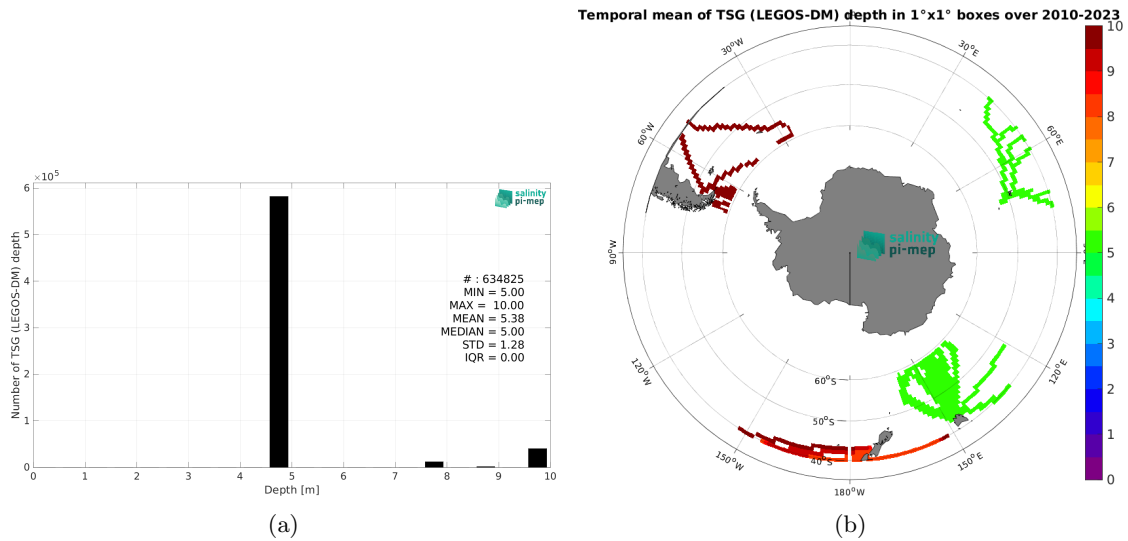 Temporal mean of TSG (LEGOS-DM) depth in 1°x1° boxes over 2010-2023
×10⁵
6
5
4
3
2
1
0
Number of TSG (LEGOS-DM) depth
0 1 2 3 4 5 6 7 8 9 10
Depth [m]
salinity
pi-mep
# : 634825
MIN = 5.00
MAX = 10.00
MEAN = 5.38
MEDIAN = 5.00
STD = 1.28
IQR = 0.00
(a)
30°W
30°E
60°W
60°E
90°W
120°W
120°E
150°W
150°E
180°W
60°S
50°S
40°S
salinity
pi-mep
10
9
8
7
6
5
4
3
2
1
0
(b)